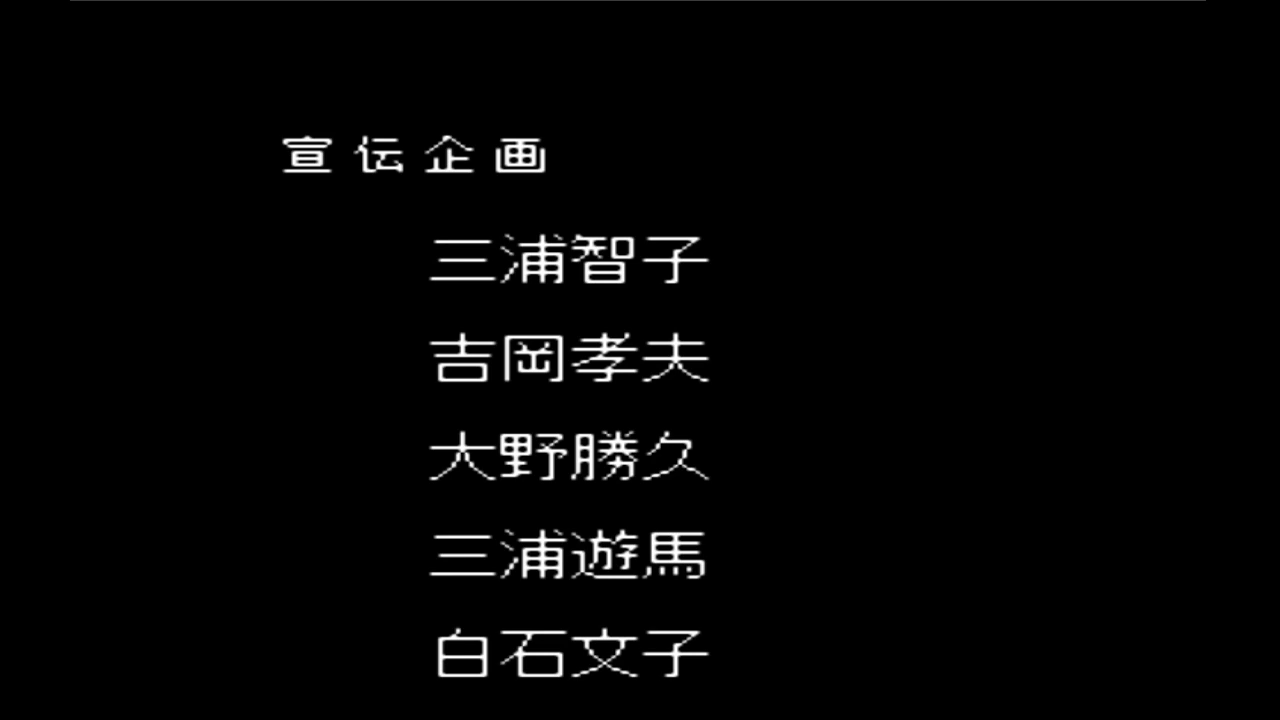 宣伝企画
三浦智子
吉岡孝夫
大野勝久
三浦遊馬
白石文子